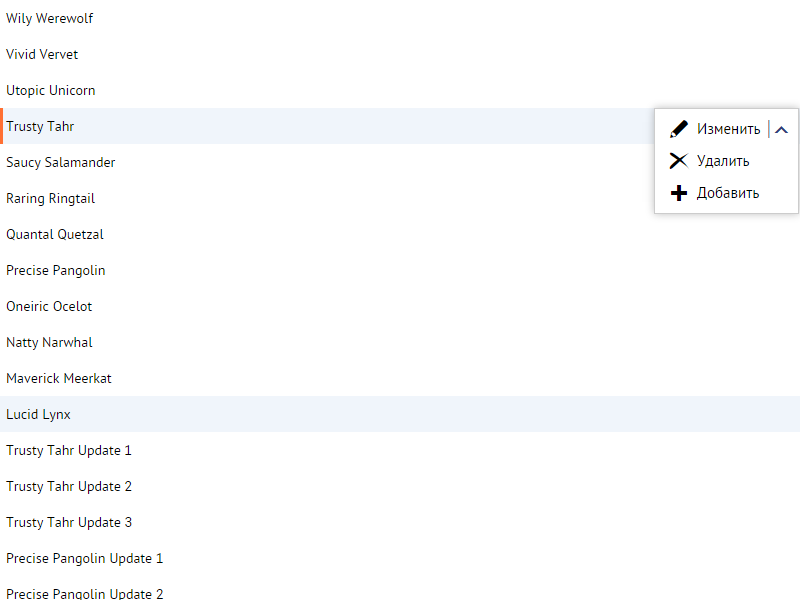 Wily Werewolf
Vivid Vervet
Utopic Unicorn
Trusty Tahr
Изменить
Saucy Salamander
Удалить
Raring Ringtail
Добавить
Quantal Quetzal
Precise Pangolin
Oneiric Ocelot
Natty Narwhal
Maverick Meerkat
Lucid Lynx
Trusty Tahr Update 1
Trusty Tahr Update 2
Trusty Tahr Update 3
Precise Pangolin Update 1
Precise Pangolin Update 2